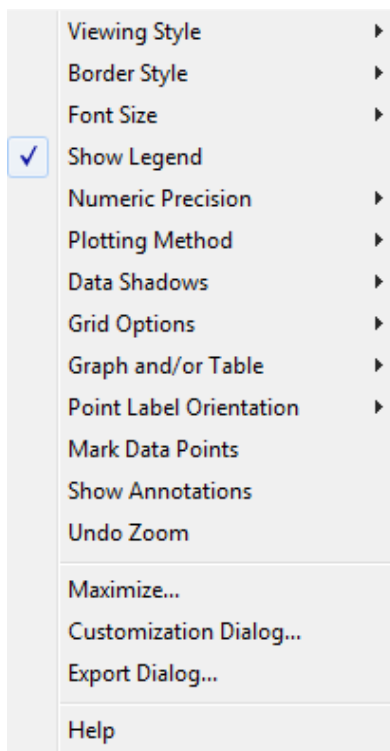 Viewing Style
Border Style
Font Size
Show Legend
Numeric Precision
Plotting Method
Data Shadows
Grid Options
Graph and/or Table
Point Label Orientation
Mark Data Points
Show Annotations
Undo Zoom
Maximize...
Customization Dialog...
Export Dialog...
Help